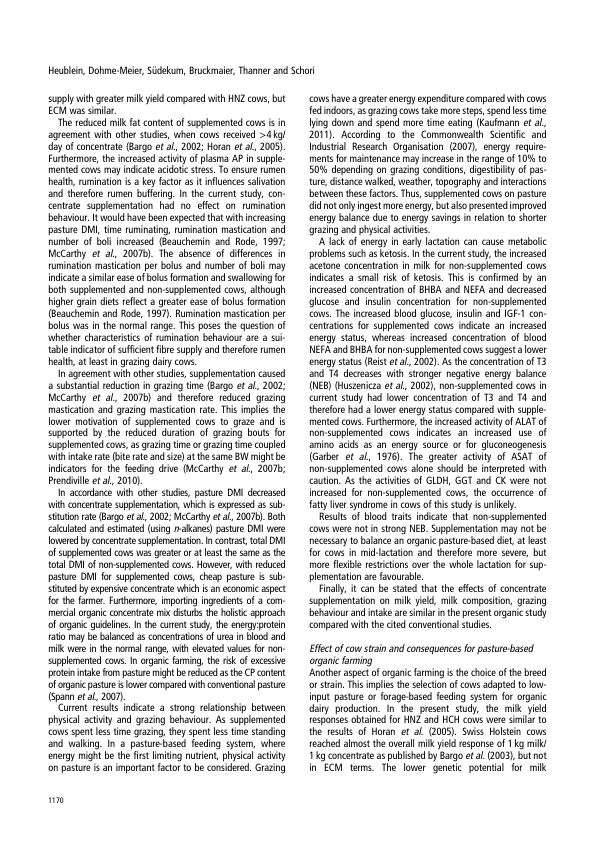 Heublein, Dohme-Meier, Südekum, Bruckmaier, Thanner and Schori
supply with greater milk yield compared with HNZ cows, but
ECM was similar.
The reduced milk fat content of supplemented cows is in
agreement with other studies, when cows received >4 kg/
day of concentrate (Bargo et al., 2002; Horan et al., 2005).
Furthermore, the increased activity of plasma AP in supple-
mented cows may indicate acidotic stress. To ensure rumen
health, rumination is a key factor as it influences salivation
and therefore rumen buffering. In the current study, con-
centrate supplementation had no effect on rumination
behaviour. It would have been expected that with increasing
pasture DMI, time ruminating, rumination mastication and
number of boli increased (Beauchemin and Rode, 1997;
McCarthy et al., 2007b). The absence of differences in
rumination mastication per bolus and number of boli may
indicate a similar ease of bolus formation and swallowing for
both supplemented and non-supplemented cows, although
higher grain diets reflect a greater ease of bolus formation
(Beauchemin and Rode, 1997). Rumination mastication per
bolus was in the normal range. This poses the question of
whether characteristics of rumination behaviour are a sui-
table indicator of sufficient fibre supply and therefore rumen
health, at least in grazing dairy cows.
In agreement with other studies, supplementation caused
a substantial reduction in grazing time (Bargo et al., 2002;
McCarthy et al., 2007b) and therefore reduced grazing
mastication and grazing mastication rate. This implies the
lower motivation of supplemented cows to graze and is
supported by the reduced duration of grazing bouts for
supplemented cows, as grazing time or grazing time coupled
with intake rate (bite rate and size) at the same BW might be
indicators for the feeding drive (McCarthy et al., 2007b;
Prendiville et al., 2010).
In accordance with other studies, pasture DMI decreased
with concentrate supplementation, which is expressed as sub-
stitution rate (Bargo et al., 2002; McCarthy et al., 2007b). Both
calculated and estimated (using n-alkanes) pasture DMI were
lowered by concentrate supplementation. In contrast, total DMI
of supplemented cows was greater or at least the same as the
total DMI of non-supplemented cows. However, with reduced
pasture DMI for supplemented cows, cheap pasture is sub-
stituted by expensive concentrate which is an economic aspect
for the farmer. Furthermore, importing ingredients of a com-
mercial organic concentrate mix disturbs the holistic approach
of organic guidelines. In the current study, the energy:protein
ratio may be balanced as concentrations of urea in blood and
milk were in the normal range, with elevated values for non-
supplemented cows. In organic farming, the risk of excessive
protein intake from pasture might be reduced as the CP content
of organic pasture is lower compared with conventional pasture
(Spann et al., 2007).
Current results indicate a strong relationship between
physical activity and grazing behaviour. As supplemented
cows spent less time grazing, they spent less time standing
and walking. In a pasture-based feeding system, where
energy might be the first limiting nutrient, physical activity
on pasture is an important factor to be considered. Grazing
cows have a greater energy expenditure compared with cows
fed indoors, as grazing cows take more steps, spend less time
lying down and spend more time eating (Kaufmann et al.,
2011). According to the Commonwealth Scientific and
Industrial Research Organisation (2007), energy require-
ments for maintenance may increase in the range of 10% to
50% depending on grazing conditions, digestibility of pas-
ture, distance walked, weather, topography and interactions
between these factors. Thus, supplemented cows on pasture
did not only ingest more energy, but also presented improved
energy balance due to energy savings in relation to shorter
grazing and physical activities.
A lack of energy in early lactation can cause metabolic
problems such as ketosis. In the current study, the increased
acetone concentration in milk for non-supplemented cows
indicates a small risk of ketosis. This is confirmed by an
increased concentration of BHBA and NEFA and decreased
glucose and insulin concentration for non-supplemented
cows. The increased blood glucose, insulin and IGF-1 con-
centrations for supplemented cows indicate an increased
energy status, whereas increased concentration of blood
NEFA and BHBA for non-supplemented cows suggest a lower
energy status (Reist et al., 2002). As the concentration of T3
and T4 decreases with stronger negative energy balance
(NEB) (Huszenicza et al., 2002), non-supplemented cows in
current study had lower concentration of T3 and T4 and
therefore had a lower energy status compared with supple-
mented cows. Furthermore, the increased activity of ALAT of
non-supplemented cows indicates an increased use of
amino acids as an energy source or for gluconeogenesis
(Garber et al., 1976). The greater activity of ASAT of
non-supplemented cows alone should be interpreted with
caution. As the activities of GLDH, GGT and CK were not
increased for non-supplemented cows, the occurrence of
fatty liver syndrome in cows of this study is unlikely.
Results of blood traits indicate that non-supplemented
cows were not in strong NEB. Supplementation may not be
necessary to balance an organic pasture-based diet, at least
for cows in mid-lactation and therefore more severe, but
more flexible restrictions over the whole lactation for sup-
plementation are favourable.
Finally, it can be stated that the effects of concentrate
supplementation on milk yield, milk composition, grazing
behaviour and intake are similar in the present organic study
compared with the cited conventional studies.
Effect of cow strain and consequences for pasture-based
organic farming
Another aspect of organic farming is the choice of the breed
or strain. This implies the selection of cows adapted to low-
input pasture or forage-based feeding system for organic
dairy production. In the present study, the milk yield
responses obtained for HNZ and HCH cows were similar to
the results of Horan et al. (2005). Swiss Holstein cows
reached almost the overall milk yield response of 1 kg milk/
1 kg concentrate as published by Bargo et al. (2003), but not
in ECM terms. The lower genetic potential for milk
1170